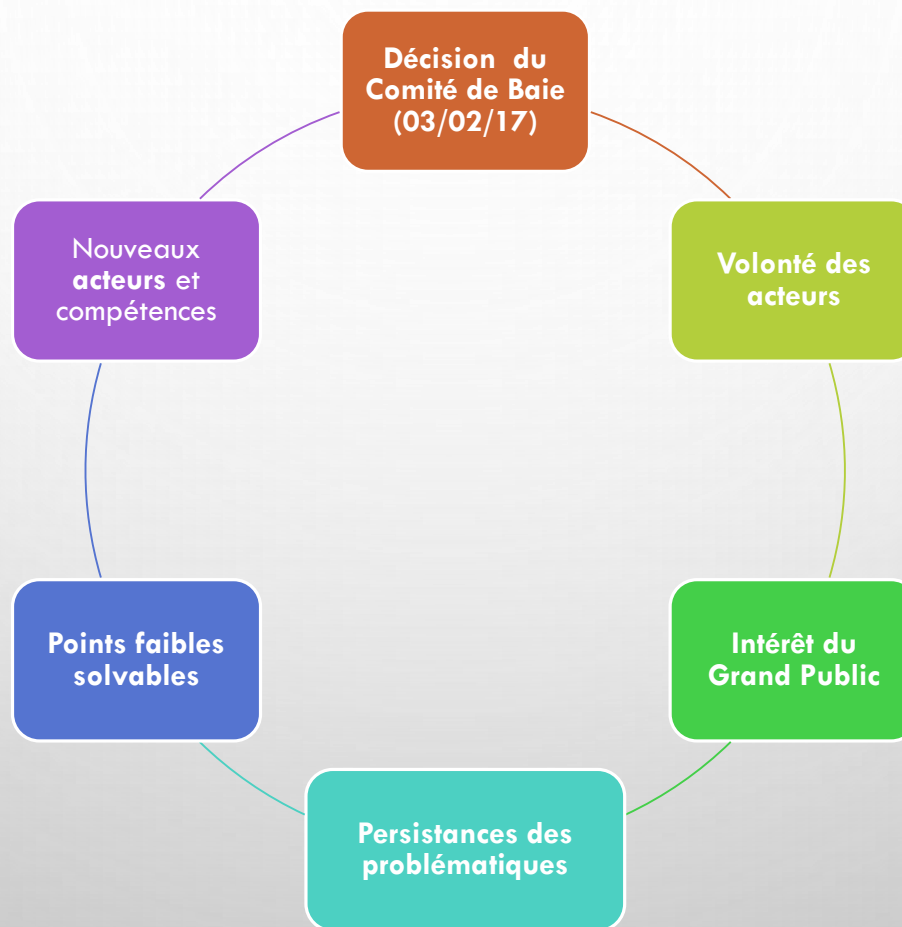 Décision du
Comité de Baie
(03/02/17)
Volonté des
acteurs
Intérêt du
Grand Public
Persistances des
problématiques
Points faibles
solvables
Nouveaux
acteurs et
compétences